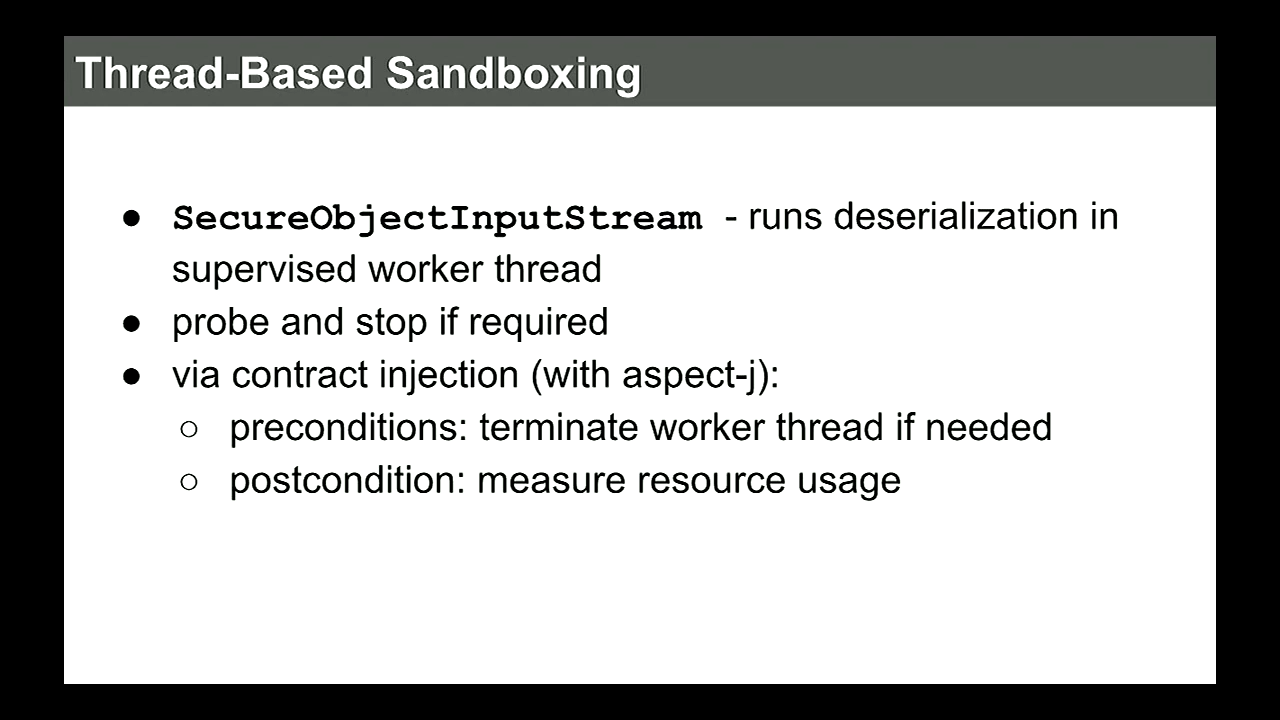 Thread-Based Sandboxing
● SecureObjectInputStream - runs deserialization in
supervised worker thread
● probe and stop if required
● via contract injection (with aspect-j):
○ preconditions: terminate worker thread if needed
○ postcondition: measure resource usage